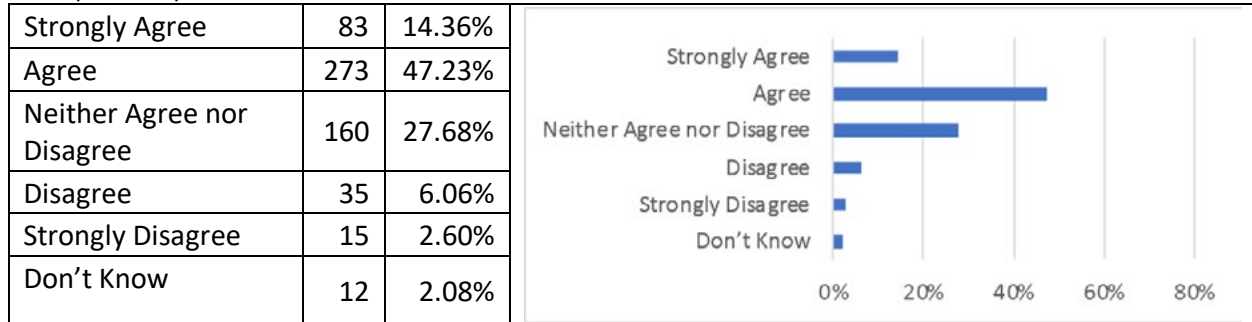 Strongly Agree 83 14.36%
Agree 273 47.23%
Neither Agree nor
Disagree 160 27.68%
Disagree 35 6.06%
Strongly Disagree 15 2.60%
Don't Know 12 2.08%
Strongly Agree
Agree
Neither Agree nor Disagree
Disagree
Strongly Disagree
Don't Know
0% 20% 40% 60% 80%